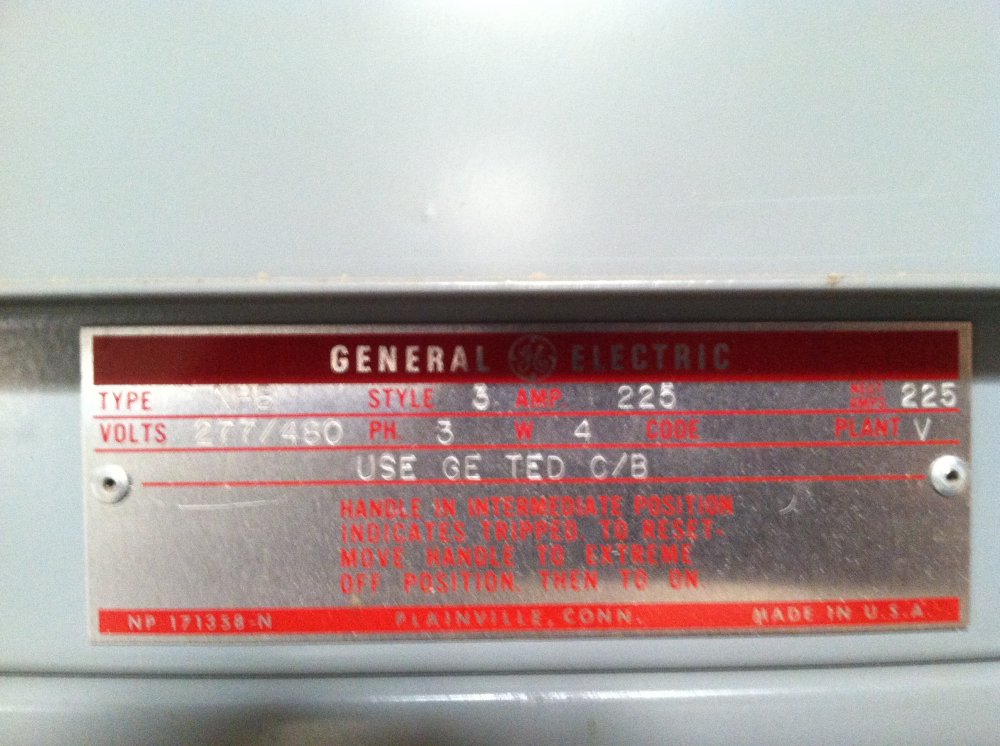 GENERAL GE ELECTRIC
TYPE STYLE 3 AMP 225 225
VOLTS 277/480 PH. 3 W 4 CODE PLANT V
USE GE TED C/B
HANDLE IN INTERMEDIATE POSITION
INDICATES TRIPPED. TO RESET-
MOVE HANDLE TO EXTREME
OFF POSITION, THEN TO ON.
NP 171358-N PLAINVILLE, CONN. MADE IN U.S.A.